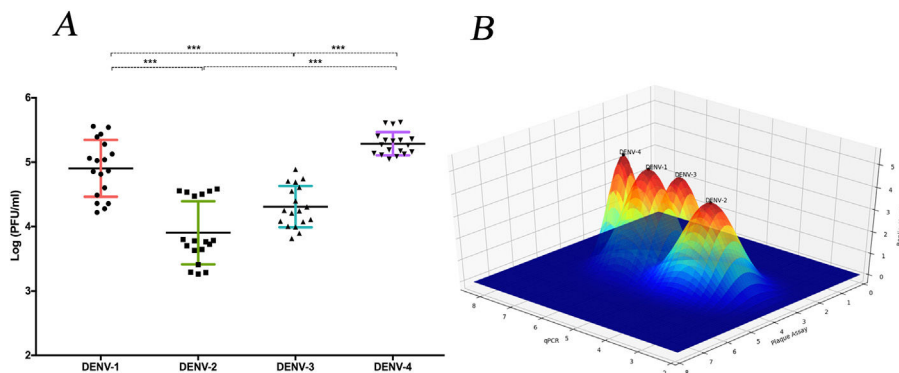 A
*** ***
*** ***
Log (PFU/ml)
6
5
4
3
2
DENV-1 DENV-2 DENV-3 DENV-4
B
DENV-4
DENV-1
DENV-3
DENV-2
5
4
3
2
1
0
8 7 6 5 4 3 2
qPCR
8 7 6 5 4 3 2 1 0
Plaque Assay